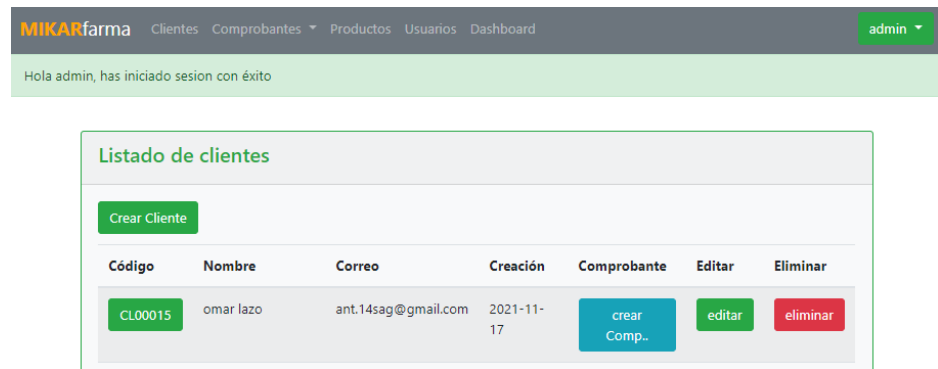 MIKARfarma Clientes Comprobantes Productos Usuarios Dashboard admin
Hola admin, has iniciado sesion con éxito
Listado de clientes
Crear Cliente
Código Nombre Correo Creación Comprobante Editar Eliminar
CL00015 omar lazo ant.14sag@gmail.com 2021-11-17 crear Comp.. editar eliminar